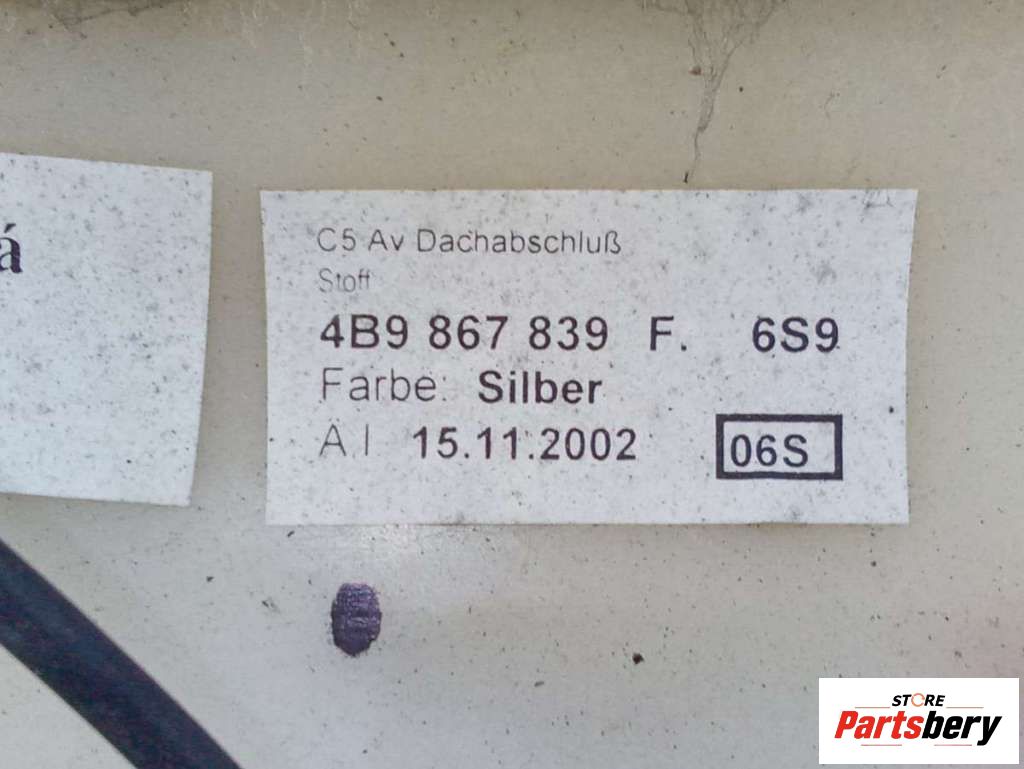 á
C5 Av Dachabschluß
Stoff
4B9 867 839 F. 6S9
Farbe: Silber
A I 15.11.2002 06S
STORE
Partsbery